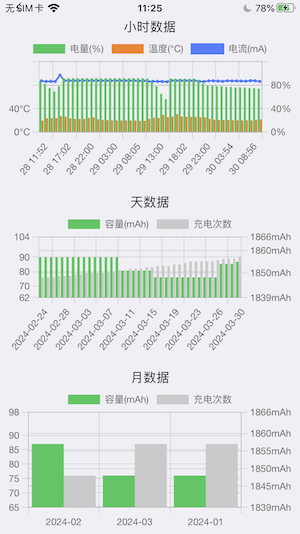 无SIM卡 11:25 78%
小时数据
电量(%) 温度(°C) 电流(mA)
80%
40°C 40%
0°C 0%
28 11:52 28 17:02 28 22:00 29 03:00 29 08:05 29 13:00 29 18:02 29 23:00 30 03:54 30 08:56
天数据
容量(mAh) 充电次数
104 1866mAh
1860mAh
90
80 1850mAh
70
62 1839mAh
2024-02-24 2024-02-28 2024-03-03 2024-03-07 2024-03-11 2024-03-15 2024-03-19 2024-03-23 2024-03-26 2024-03-30
月数据
容量(mAh) 充电次数
98 1866mAh
90 1860mAh
85 1855mAh
80 1850mAh
75
70 1845mAh
65 1839mAh
2024-02 2024-03 2024-01